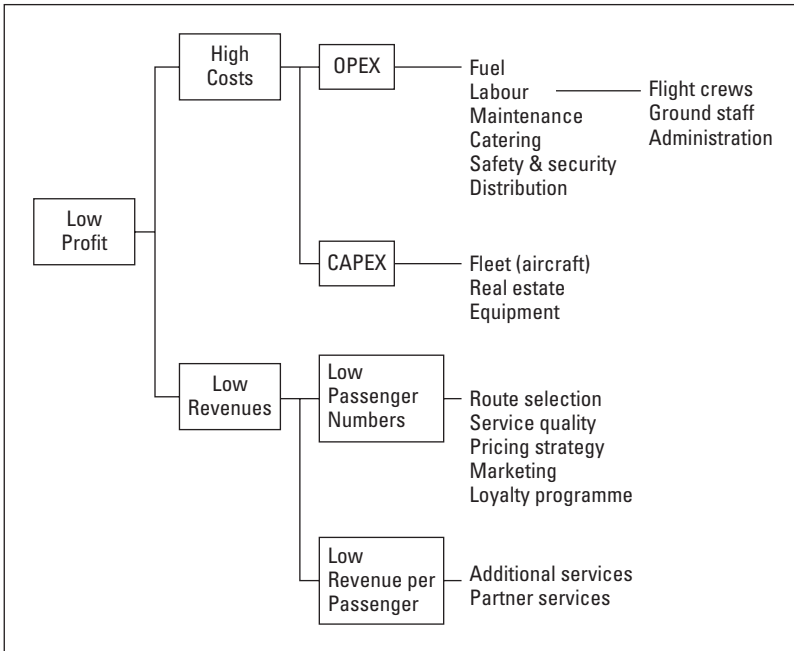 High
Costs
OPEX
Fuel
Labour
Maintenance
Catering
Safety & security
Distribution
Flight crews
Ground staff
Administration
Low
Profit
CAPEX
Fleet (aircraft)
Real estate
Equipment
Low
Revenues
Low
Passenger
Numbers
Route selection
Service quality
Pricing strategy
Marketing
Loyalty programme
Low
Revenue per
Passenger
Additional services
Partner services